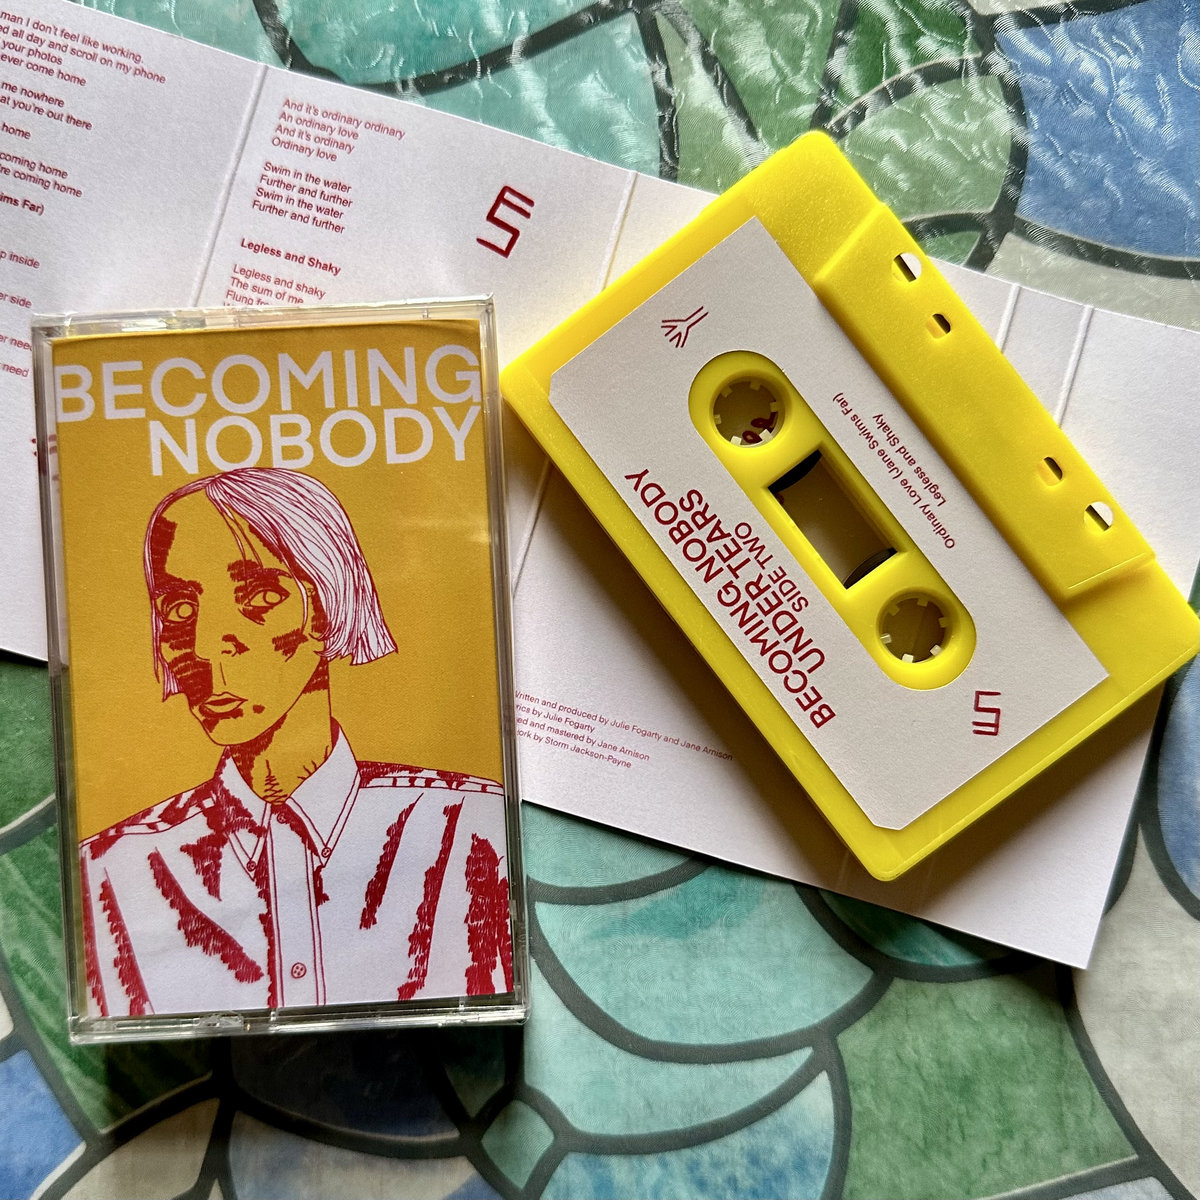 man I don't feel like working.
all day and scroll on my phone
your photos
ever come home
me nowhere
at you're out there
home
coming home
're coming home
ims Far)
p inside
er side
er need
need
And it's ordinary ordinary
An ordinary love
And it's ordinary
Ordinary love
Swim in the water
Further and further
Swim in the water
Further and further
Legless and Shaky
Legless and shaky
The sum of me
Flung
BECOMING
NOBODY
BECOMING NOBODY
UNDER TEARS
SIDE TWO
Ordinary Love (Jane Swims Far)
Legless and Shaky
Written and produced by Julie Fogarty and Jane Arnison
rics by Julie Fogarty
ed and mastered by Jane Arnison
ork by Storm Jackson-Payne